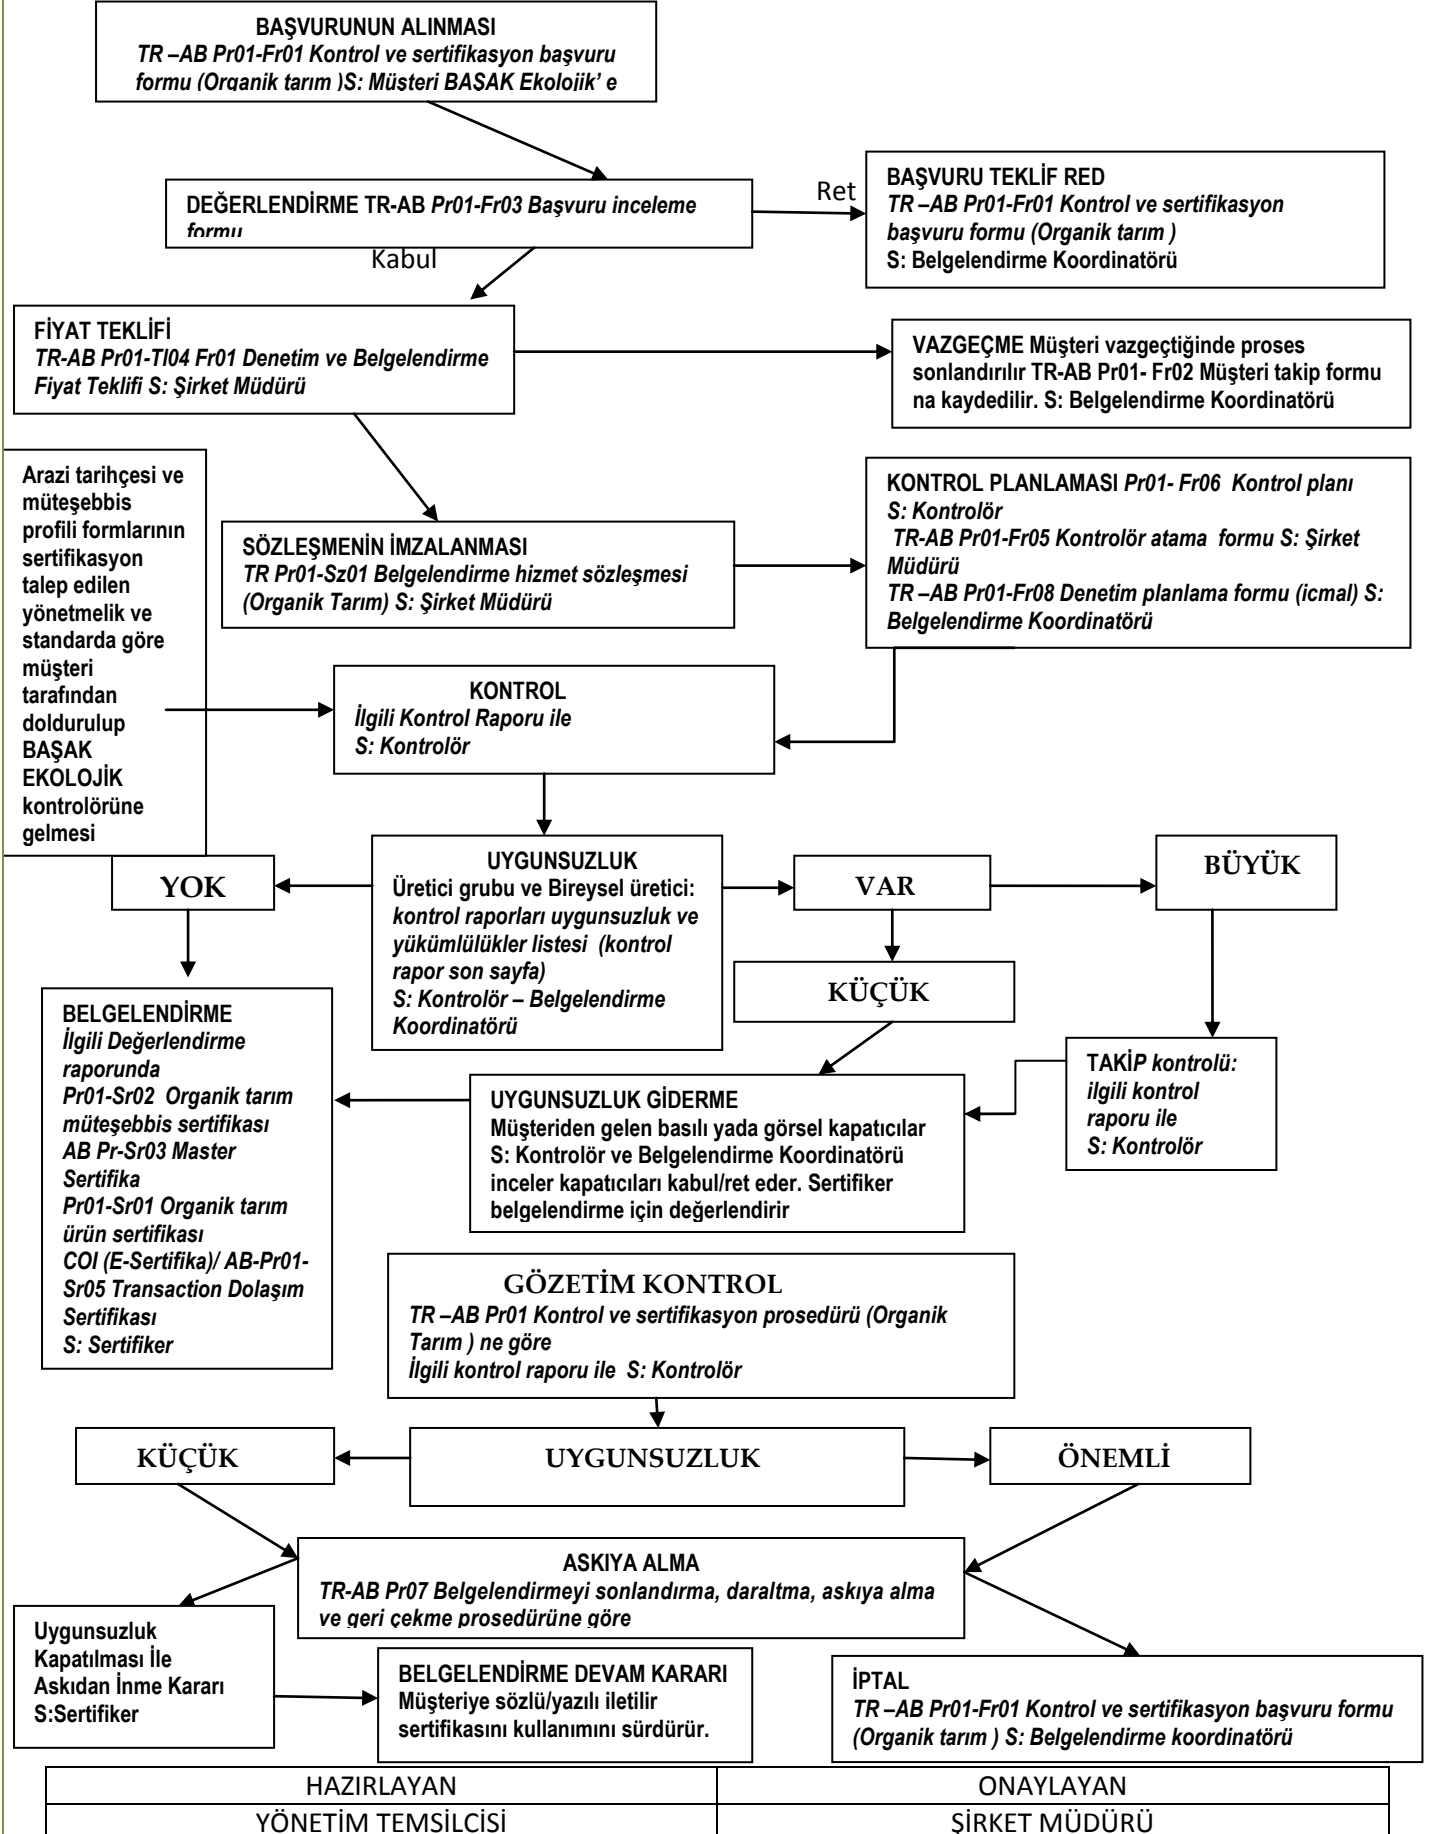 BAŞVURUNUN ALINMASI
TR –AB Pr01-Fr01 Kontrol ve sertifikasyon başvuru
formu (Organik tarım )S: Müşteri BAŞAK Ekolojik’ e
DEĞERLENDİRME TR-AB Pr01-Fr03 Başvuru inceleme
formu
Ret
BAŞVURU TEKLİF RED
TR –AB Pr01-Fr01 Kontrol ve sertifikasyon
başvuru formu (Organik tarım )
S: Belgelendirme Koordinatörü
Kabul
FİYAT TEKLİFİ
TR-AB Pr01-Tl04 Fr01 Denetim ve Belgelendirme
Fiyat Teklifi S: Şirket Müdürü
VAZGEÇME Müşteri vazgeçtiğinde proses
sonlandırılır TR-AB Pr01- Fr02 Müşteri takip formu
na kaydedilir. S: Belgelendirme Koordinatörü
Arazi tarihçesi ve
müteşebbis
profili formlarının
sertifikasyon
talep edilen
yönetmelik ve
standarda göre
müşteri
tarafından
doldurulup
BAŞAK
EKOLOJİK
kontrolörüne
gelmesi
SÖZLEŞMENİN İMZALANMASI
TR Pr01-Sz01 Belgelendirme hizmet sözleşmesi
(Organik Tarım) S: Şirket Müdürü
KONTROL PLANLAMASI Pr01- Fr06 Kontrol planı
S: Kontrolör
TR-AB Pr01-Fr05 Kontrolör atama formu S: Şirket
Müdürü
TR –AB Pr01-Fr08 Denetim planlama formu (icmal) S:
Belgelendirme Koordinatörü
KONTROL
İlgili Kontrol Raporu ile
S: Kontrolör
YOK
UYGUNSUZLUK
Üretici grubu ve Bireysel üretici:
kontrol raporları uygunsuzluk ve
yükümlülükler listesi (kontrol
rapor son sayfa)
S: Kontrolör – Belgelendirme
Koordinatörü
VAR
BÜYÜK
KÜÇÜK
BELGELENDİRME
İlgili Değerlendirme
raporunda
Pr01-Sr02 Organik tarım
müteşebbis sertifikası
AB Pr-Sr03 Master
Sertifika
Pr01-Sr01 Organik tarım
ürün sertifikası
COI (E-Sertifika)/ AB-Pr01-
Sr05 Transaction Dolaşım
Sertifikası
S: Sertifiker
UYGUNSUZLUK GİDERME
Müşteriden gelen basılı yada görsel kapatıcılar
S: Kontrolör ve Belgelendirme Koordinatörü
inceler kapatıcıları kabul/ret eder. Sertifiker
belgelendirme için değerlendirir
TAKİP kontrolü:
ilgili kontrol
raporu ile
S: Kontrolör
GÖZETİM KONTROL
TR –AB Pr01 Kontrol ve sertifikasyon prosedürü (Organik
Tarım ) ne göre
İlgili kontrol raporu ile S: Kontrolör
KÜÇÜK
UYGUNSUZLUK
ÖNEMLİ
ASKIYA ALMA
TR-AB Pr07 Belgelendirmeyi sonlandırma, daraltma, askıya alma
ve geri çekme prosedürüne göre
Uygunsuzluk
Kapatılması İle
Askıdan İnme Kararı
S:Sertifiker
BELGELENDİRME DEVAM KARARI
Müşteriye sözlü/yazılı iletilir
sertifikasını kullanımını sürdürür.
İPTAL
TR –AB Pr01-Fr01 Kontrol ve sertifikasyon başvuru formu
(Organik tarım ) S: Belgelendirme koordinatörü
HAZIRLAYAN
ONAYLAYAN
YÖNETİM TEMSİLCİSİ
ŞİRKET MÜDÜRÜ